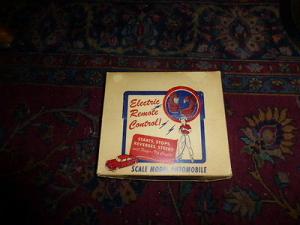 Electric
Remote
Control!
STARTS, STOPS,
REVERSES, STEERS
SCALE MODEL AUTOMOBILE